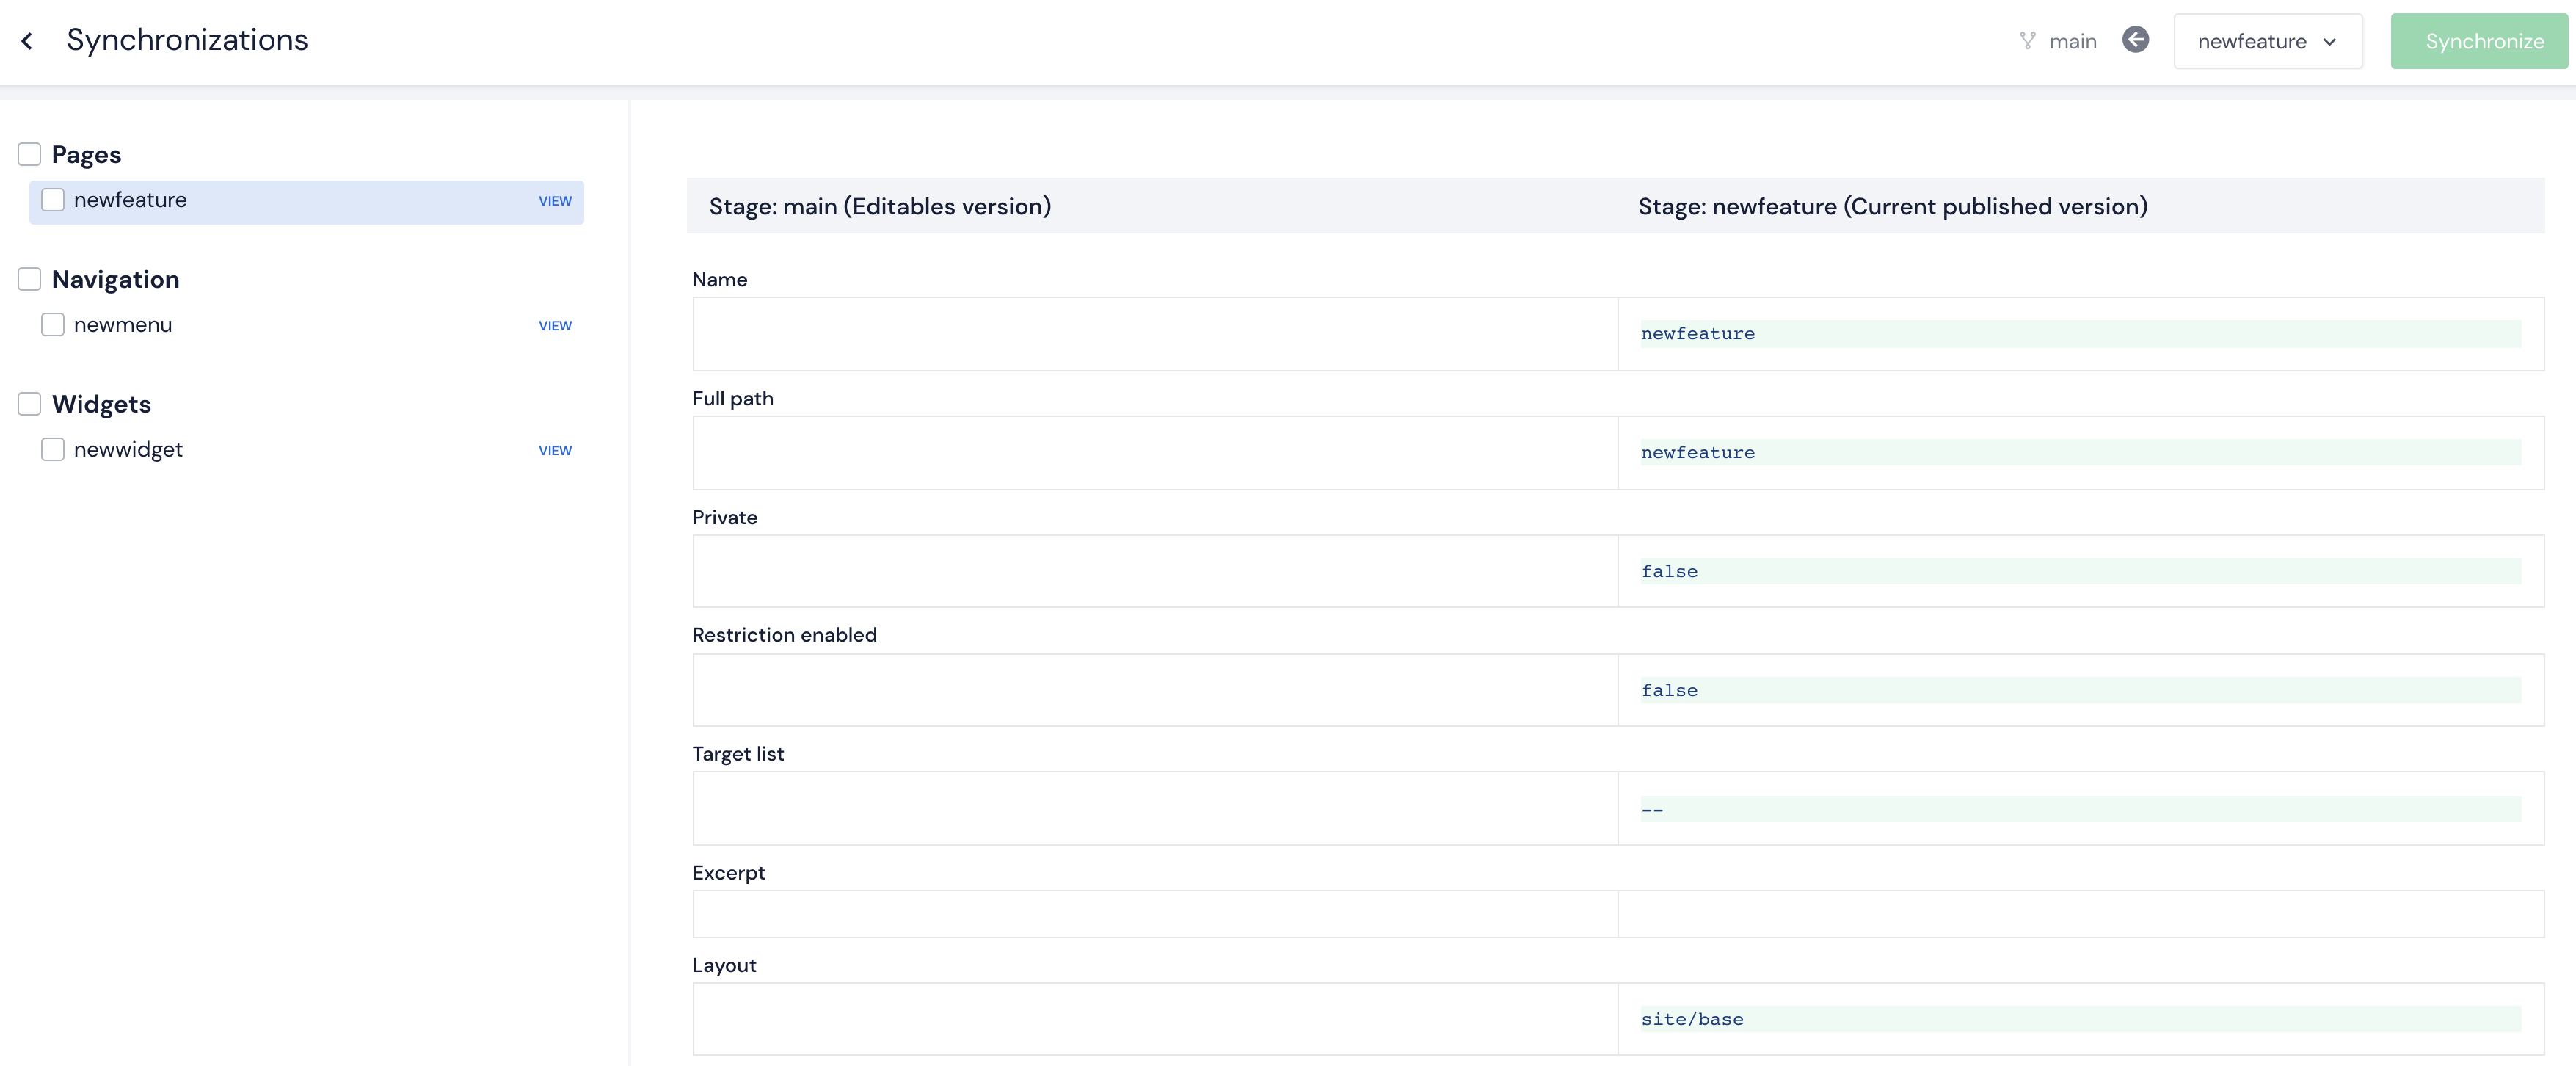 Synchronizations
main
newfeature
Synchronize
Pages
newfeature VIEW
Navigation
newmenu VIEW
Widgets
newwidget VIEW
Stage: main (Editables version) Stage: newfeature (Current published version)
Name
newfeature
Full path
newfeature
Private
false
Restriction enabled
false
Target list
--
Excerpt
Layout
site/base